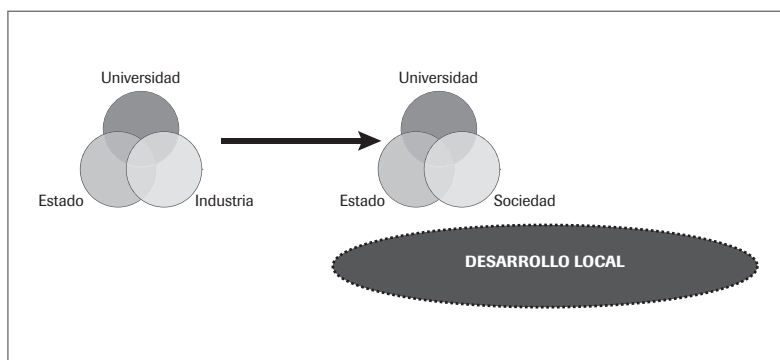 Universidad
Estado
Industria
Universidad
Estado
Sociedad
DESARROLLO LOCAL